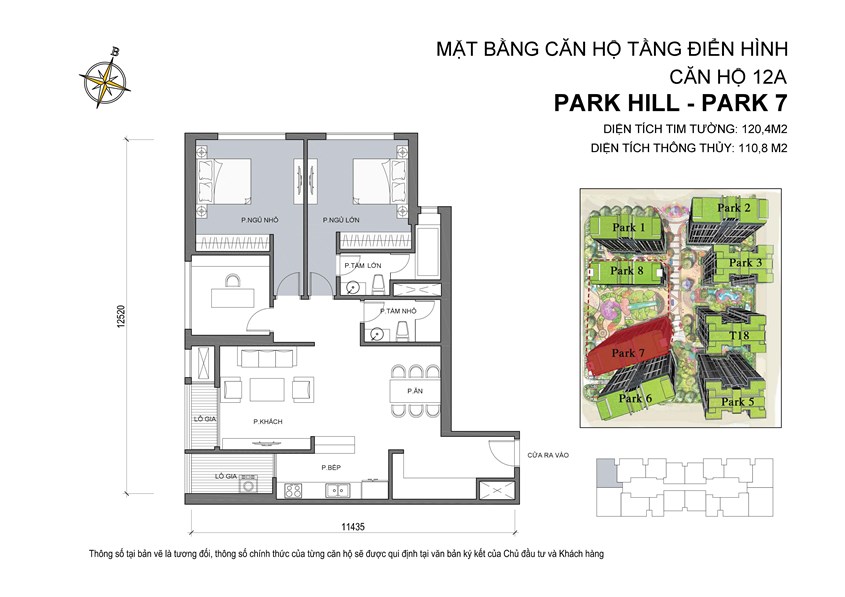 MẶT BẰNG CĂN HỘ TẦNG ĐIỂN HÌNH
CĂN HỘ 12A
PARK HILL - PARK 7
DIỆN TÍCH TIM TƯỜNG: 120,4M2
DIỆN TÍCH THÔNG THỦY: 110,8 M2
P.NGỦ NHỎ
P.NGỦ LỚN
P.TẮM LỚN
P.TẮM NHỎ
P.ĂN
P.KHÁCH
LÔ GIA
LÔ GIA
P.BẾP
CỬA RA VÀO
12520
11435
Park 1
Park 2
Park 3
Park 8
T18
Park 7
Park 6
Park 5
Thông số tại bản vẽ là tương đối, thông số chính thức của từng căn hộ sẽ được qui định tại văn bản ký kết của Chủ đầu tư và Khách hàng